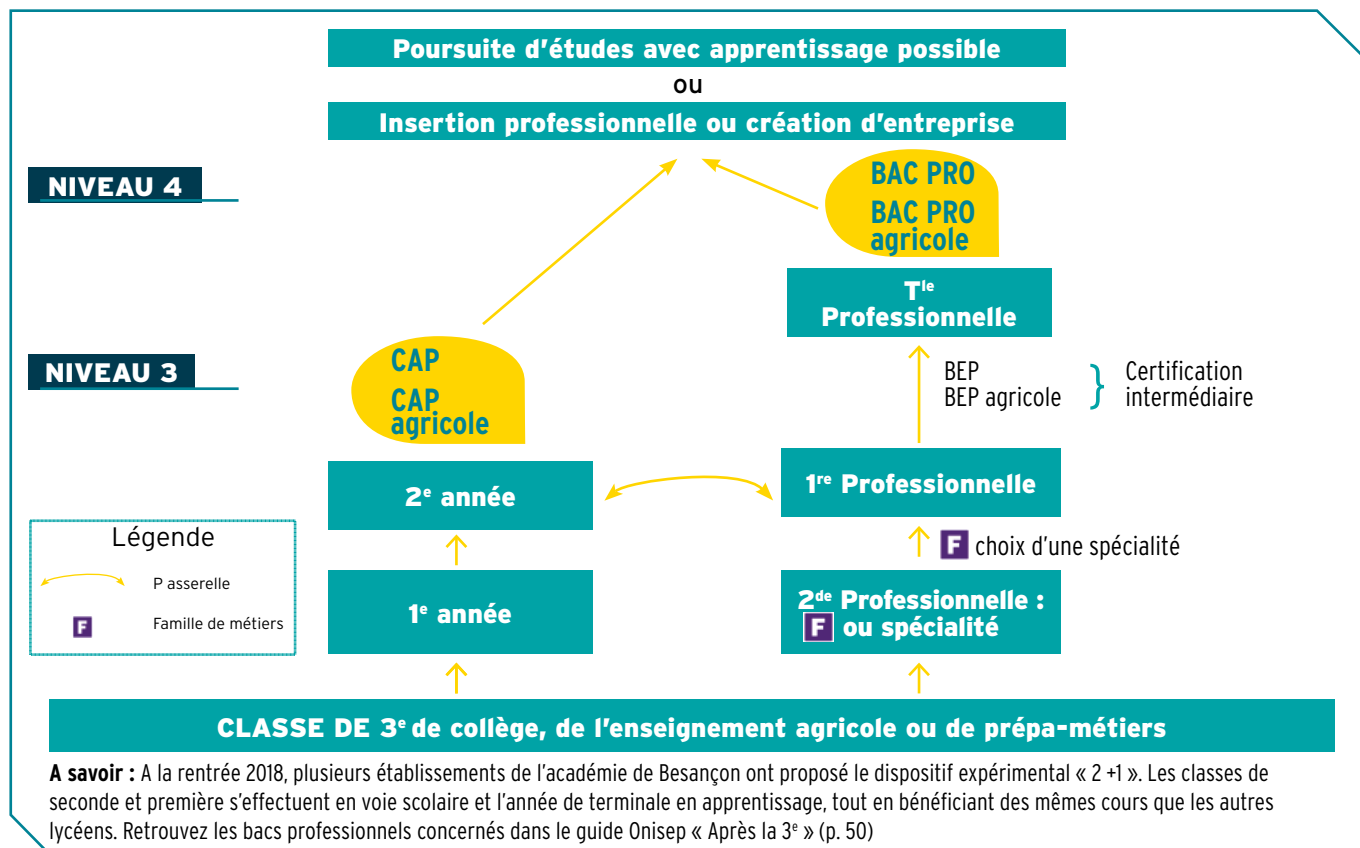 Poursuite d'études avec apprentissage possible
ou
Insertion professionnelle ou création d'entreprise
NIVEAU 4
BAC PRO
BAC PRO
agricole
Tle
Professionnelle
NIVEAU 3
CAP
CAP
agricole
BEP
BEP agricole
}
Certification
intermédiaire
2e année
1re Professionnelle
F choix d'une spécialité
Légende
P asserelle
F Famille de métiers
1e année
2de Professionnelle :
F ou spécialité
CLASSE DE 3e de collège, de l'enseignement agricole ou de prépa-métiers
A savoir : A la rentrée 2018, plusieurs établissements de l'académie de Besançon ont proposé le dispositif expérimental « 2 +1 ». Les classes de
seconde et première s'effectuent en voie scolaire et l'année de terminale en apprentissage, tout en bénéficiant des mêmes cours que les autres
lycéens. Retrouvez les bacs professionnels concernés dans le guide Onisep « Après la 3e » (p. 50)